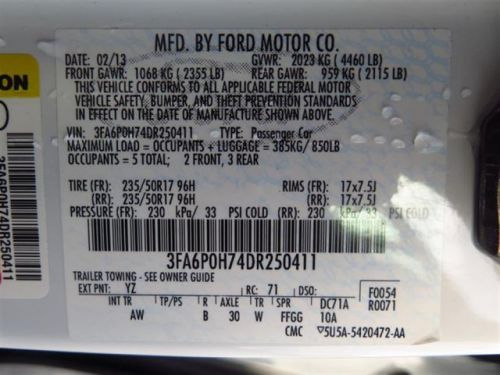 MFD. BY FORD MOTOR CO.
DATE: 02/13 GVWR: 2023 KG ( 4460 LB)
FRONT GAWR: 1068 KG ( 2355 LB) REAR GAWR: 959 KG ( 2115 LB)
THIS VEHICLE CONFORMS TO ALL APPLICABLE FEDERAL MOTOR
VEHICLE SAFETY, BUMPER, AND THEFT PREVENTION STANDARDS
IN EFFECT ON THE DATE OF MANUFACTURE SHOWN ABOVE.
VIN: 3FA6P0H74DR250411 TYPE: Passenger Car
MAXIMUM LOAD = OCCUPANTS + LUGGAGE = 385KG/ 850LB
OCCUPANTS = 5 TOTAL; 2 FRONT, 3 REAR
TIRE (FR): 235/50R17 96H RIMS (FR): 17x7.5J
(RR): 235/50R17 96H (RR): 17x7.5J
PRESSURE (FR): 230 kPa/ 33 PSI COLD (RR): 230 kPa/ 33 PSI COLD
3FA6P0H74DR250411
TRAILER TOWING - SEE OWNER GUIDE
EXT PNT: YZ RC: 71 DSO: F0054
INT TR TP/PS R AXLE TR SPR DC71A R0071
AW B 30 W FFGG 10A
CMC ▽5U5A-5420472-AA
ON
3FA6P0H74DR250411